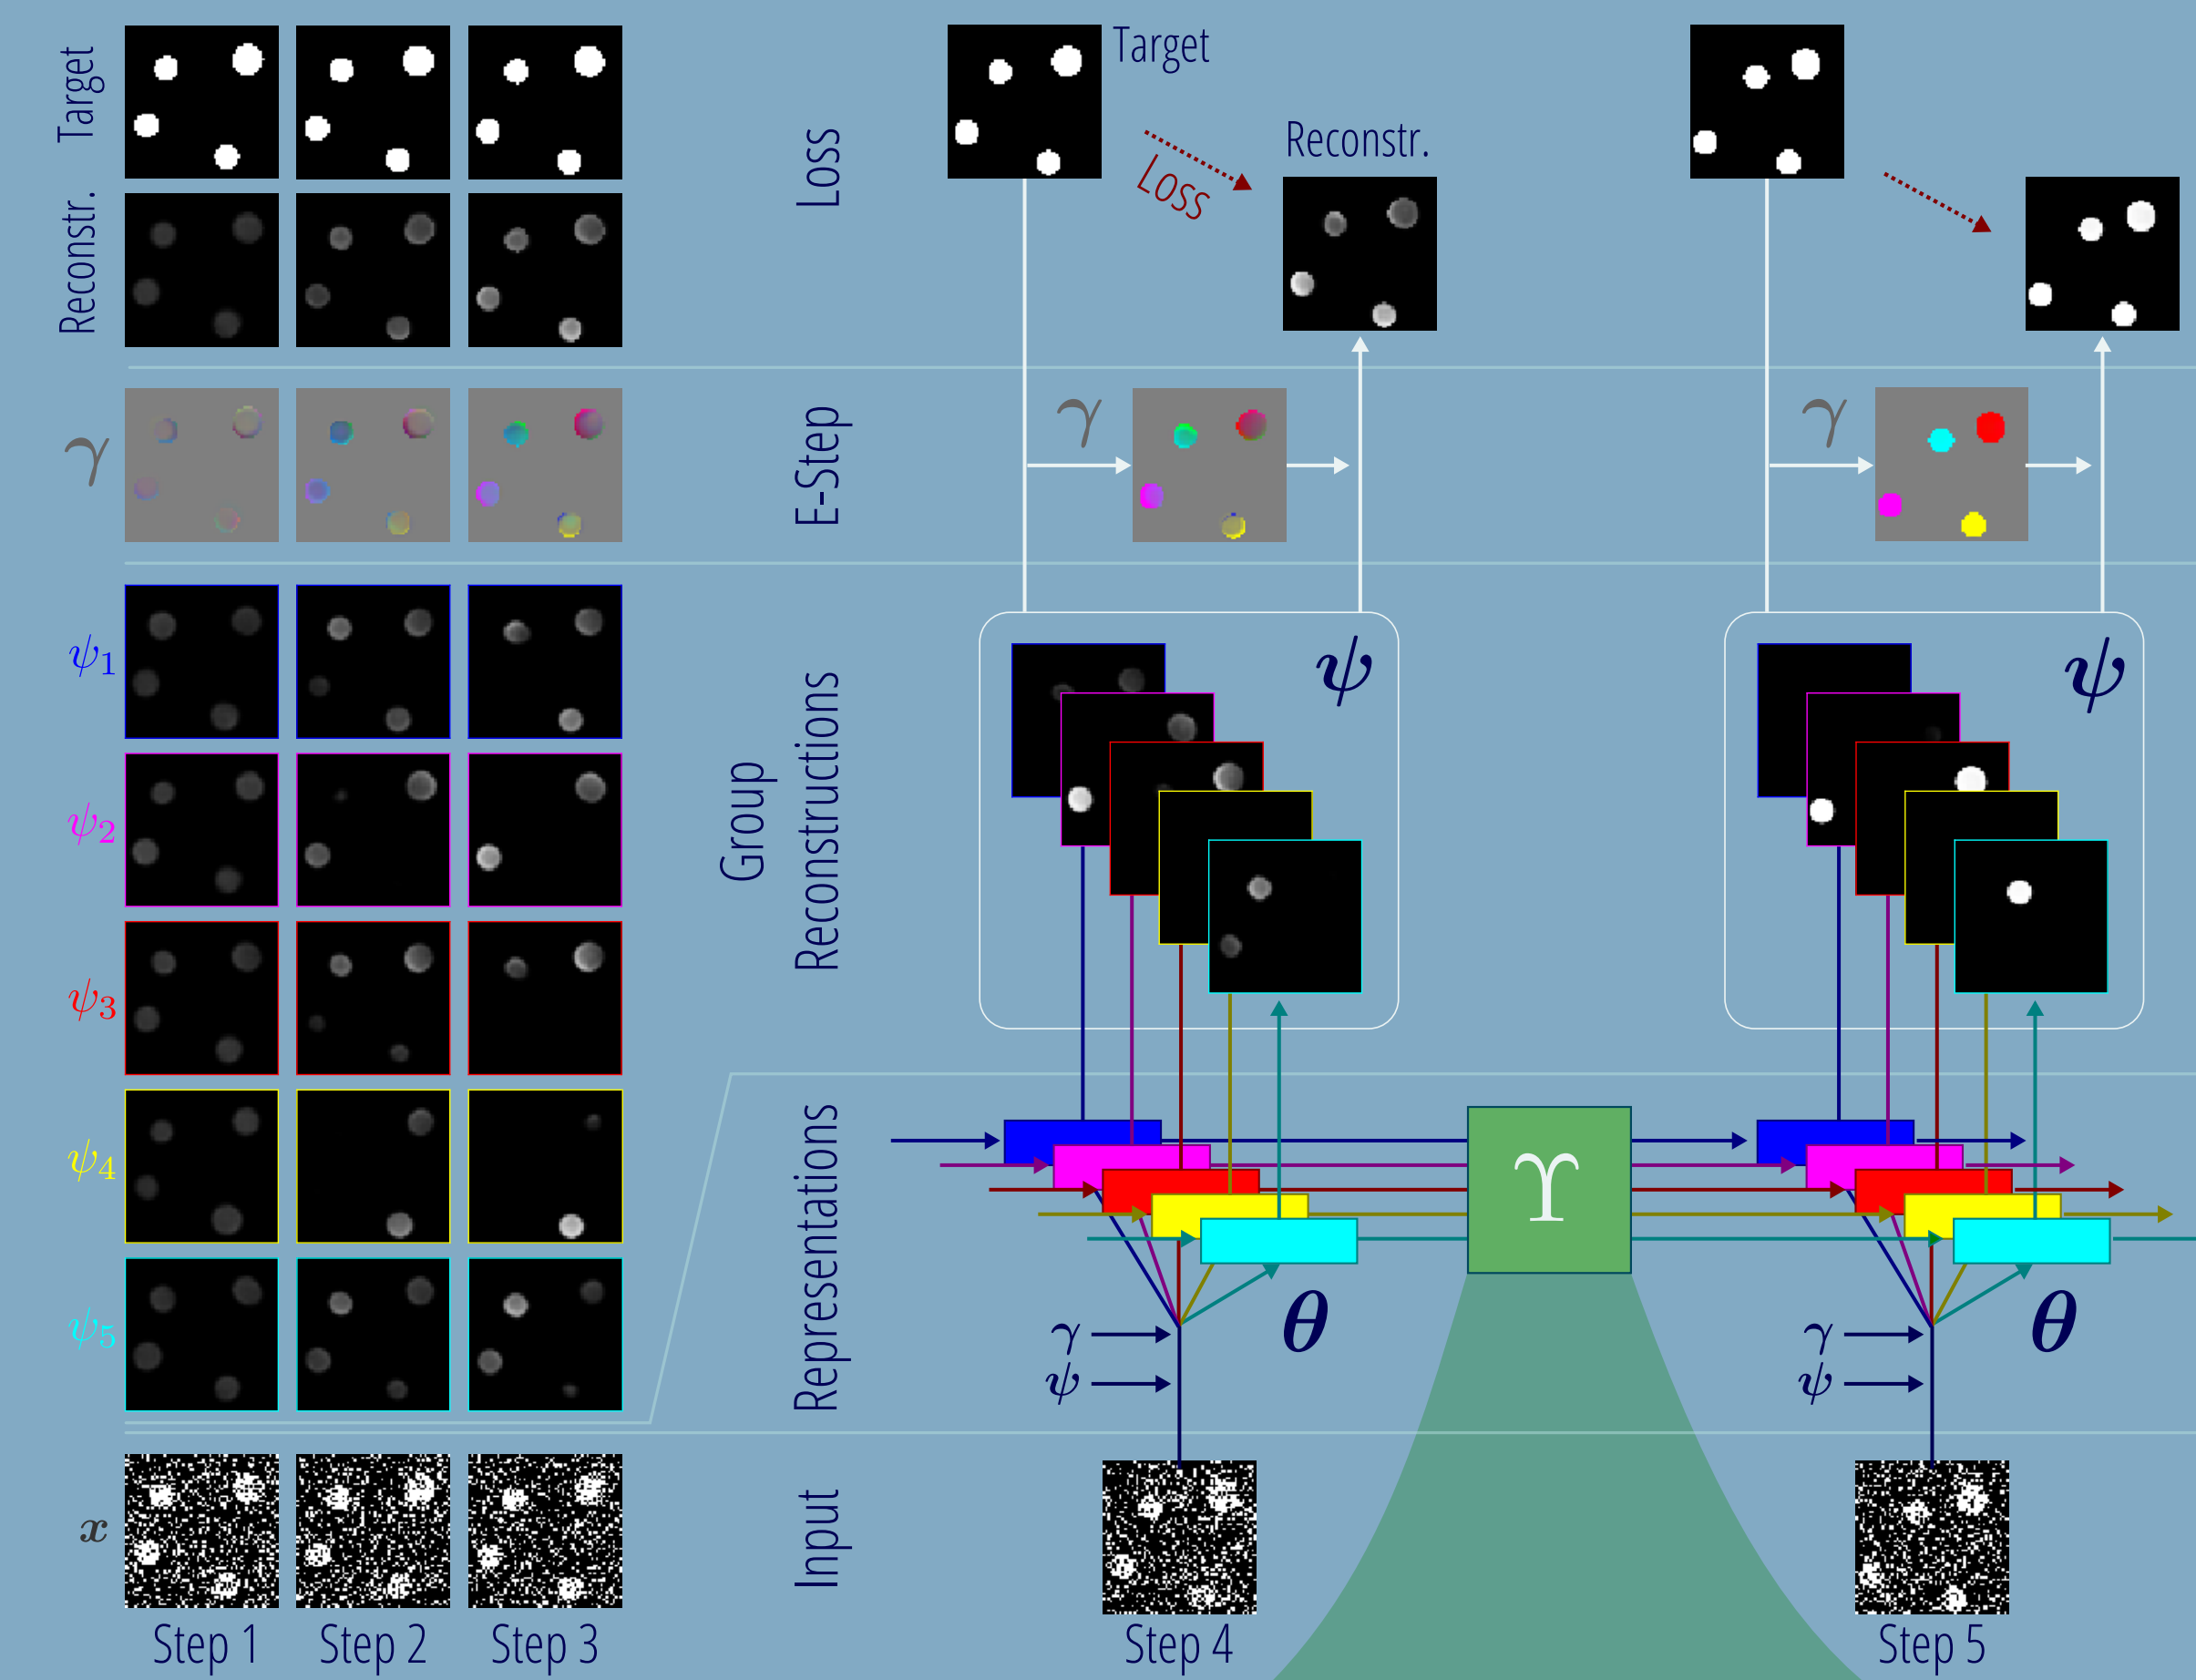 Target
Reconstr.
γ
ψ1
ψ2
ψ3
ψ4
ψ5
x
Step 1
Step 2
Step 3
Loss
E-Step
Group
Reconstructions
Representations
Input
Target
Loss
Reconstr.
γ
ψ
θ
γ
ψ
Step 4
ϒ
γ
ψ
θ
γ
ψ
Step 5